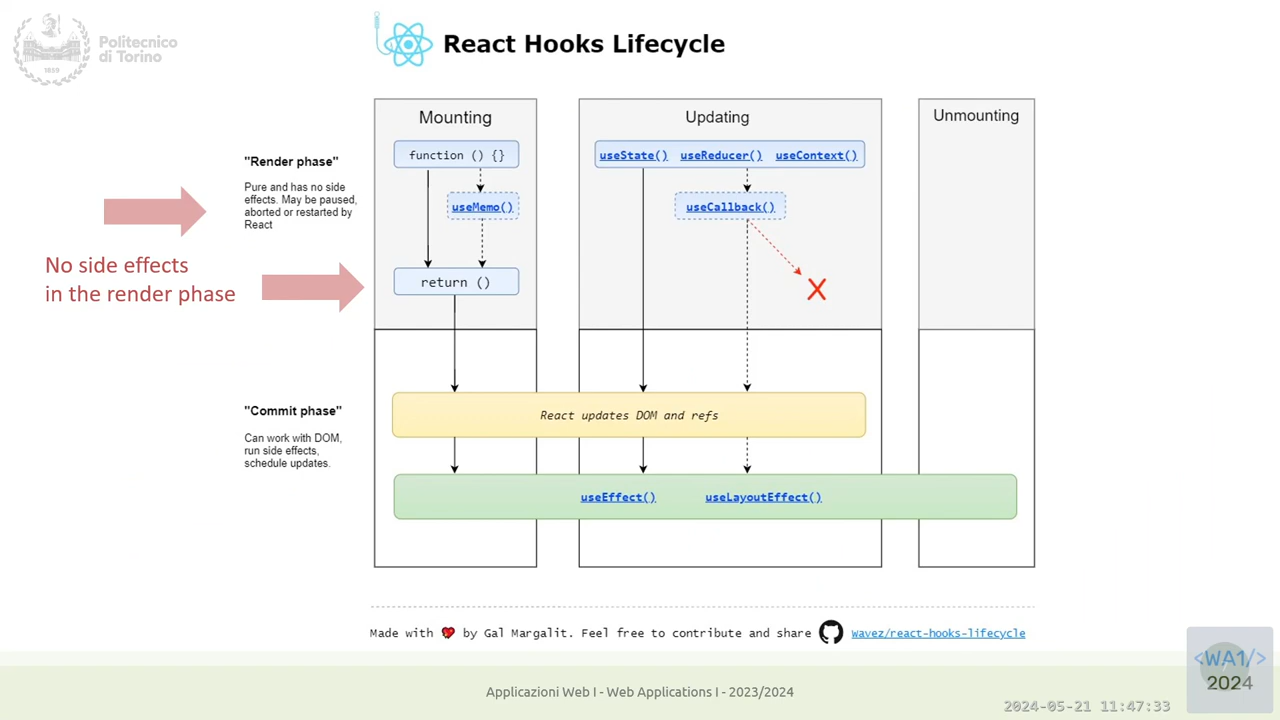 Politecnico
di Torino
1859
React Hooks Lifecycle
Mounting
Updating
Unmounting
"Render phase"
Pure and has no side
effects. May be paused,
aborted or restarted by
React
function () {}
useMemo()
return ()
useState() useReducer() useContext()
useCallback()
X
No side effects
in the render phase
"Commit phase"
Can work with DOM,
run side effects,
schedule updates.
React updates DOM and refs
useEffect() useLayoutEffect()
Made with ❤ by Gal Margalit. Feel free to contribute and share wavez/react-hooks-lifecycle
Applicazioni Web I - Web Applications I - 2023/2024
<WA1/>
2024
2024-05-21 11:47:33